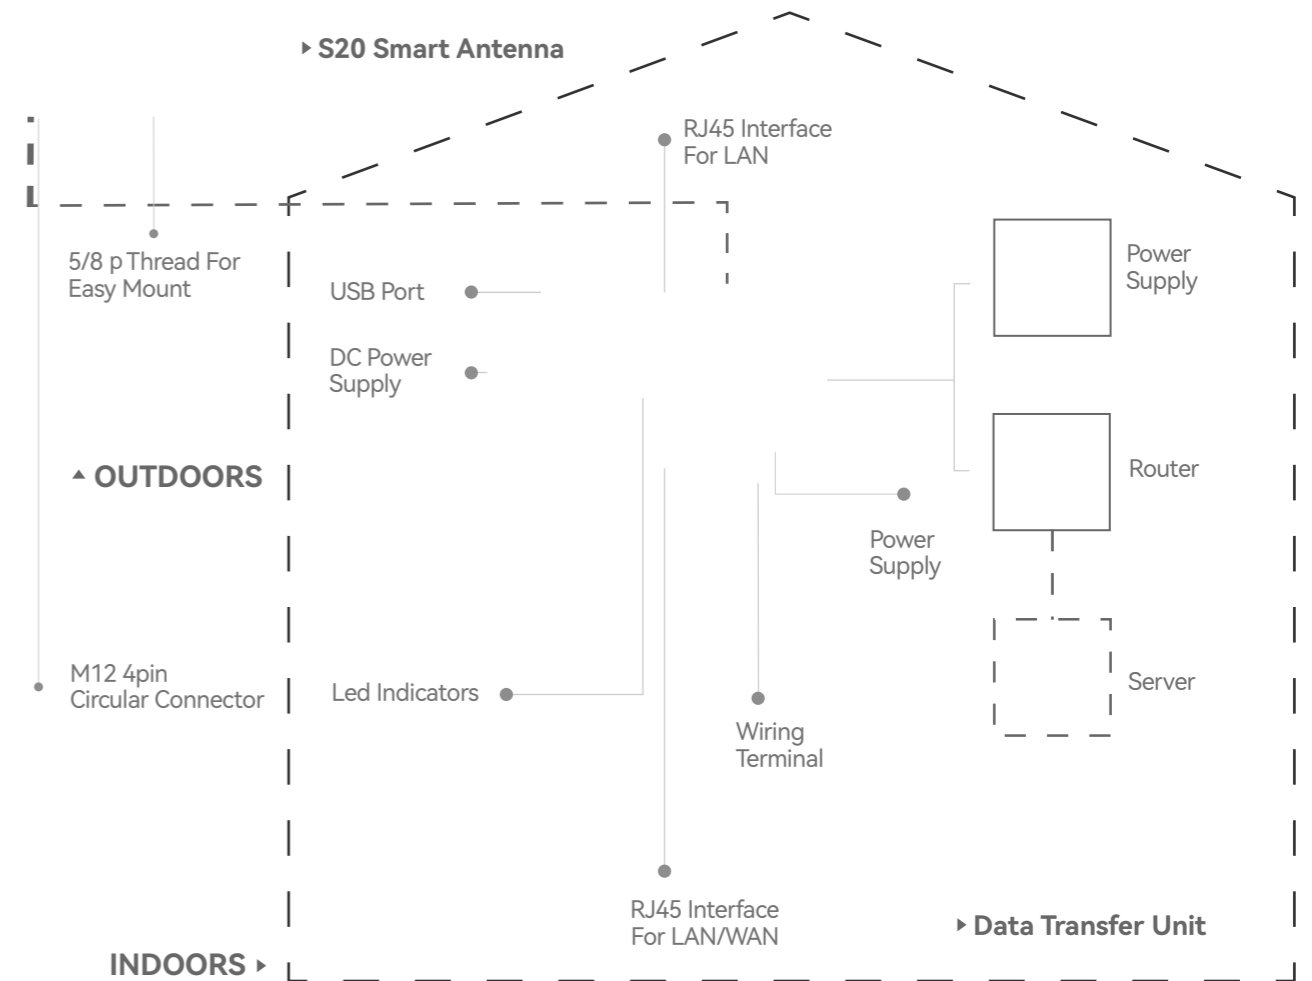 S20 Smart Antenna
RJ45 Interface
For LAN
5/8 p Thread For
Easy Mount
USB Port
DC Power
Supply
Power
Supply
OUTDOORS
Router
Power
Supply
M12 4pin
Circular Connector
Led Indicators
Server
Wiring
Terminal
RJ45 Interface
For LAN/WAN
Data Transfer Unit
INDOORS